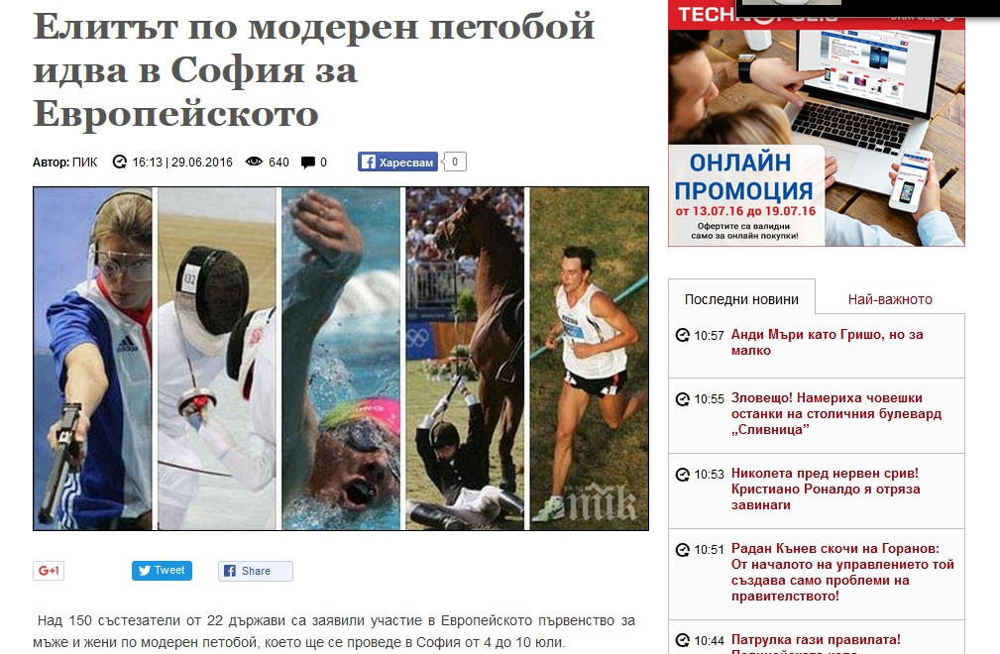 Елитът по модерен петобой
идва в София за
Европейското
Автор: ПИК 16:13 | 29.06.2016 640 0 Харесвам 0
132
adidas
pik.bg
пик
G+1 Tweet Share
Над 150 състезатели от 22 държави са заявили участие в Европейското първенство за
мъже и жени по модерен петобой, което ще се проведе в София от 4 до 10 юли.
TECHNOPOLIS
ОНЛАЙН
ПРОМОЦИЯ
от 13.07.16 до 19.07.16
Офертите са валидни
само за онлайн покупки!
Последни новини Най-важното
10:57 Анди Мъри като Гришо, но за
малко
10:55 Зловещо! Намериха човешки
останки на столичния булевард
„Сливница”
10:53 Николета пред нервен срив!
Кристиано Роналдо я отряза
завинаги
10:51 Радан Кънев скочи на Горанов:
От началото на управлението той
създава само проблеми на
правителството!
10:44 Патрулка гази правилата!